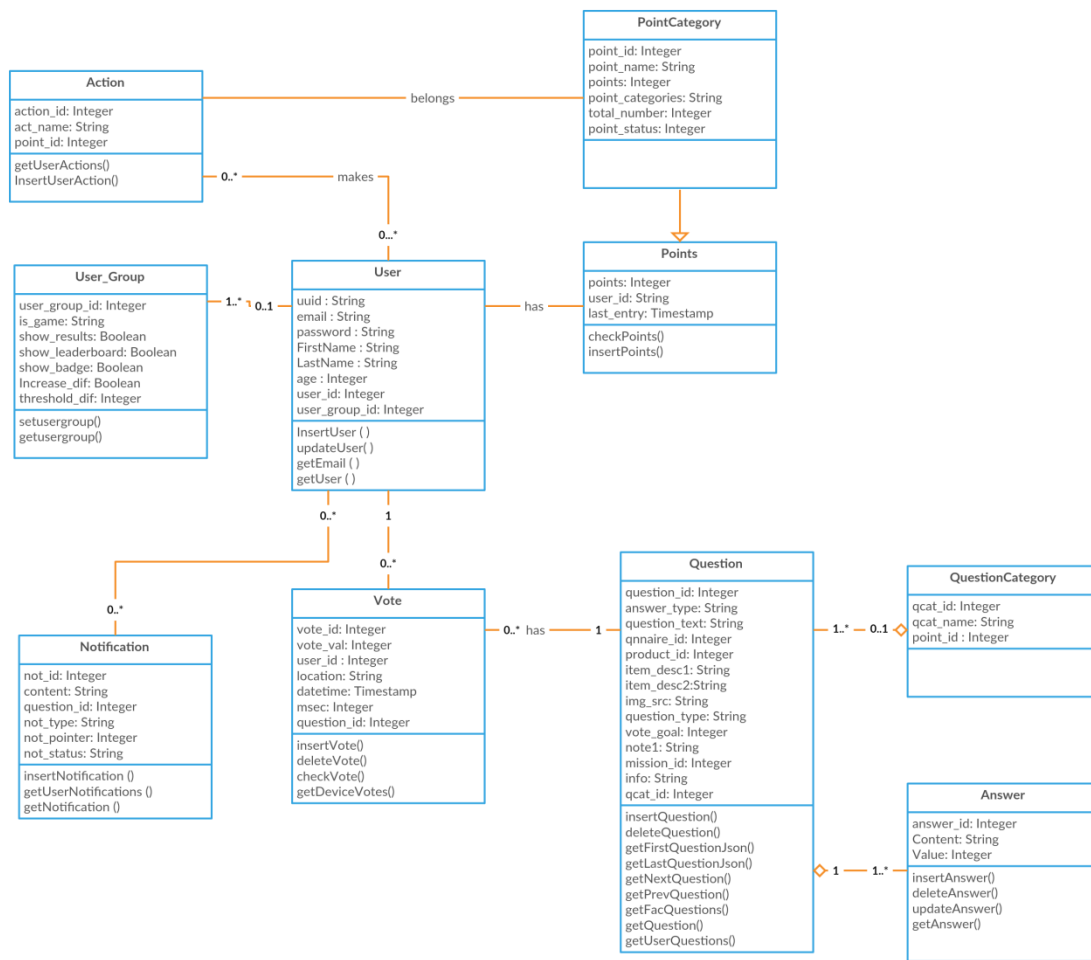 PointCategory
point_id: Integer
point_name: String
points: Integer
point_categories: String
total_number: Integer
point_status: Integer
Action
action_id: Integer
act_name: String
point_id: Integer
getUserActions()
InsertUserAction()
belongs
0..*
makes
0...*
Points
points: Integer
user_id: String
last_entry: Timestamp
checkPoints()
insertPoints()
User_Group
user_group_id: Integer
is_game: String
show_results: Boolean
show_leaderboard: Boolean
show_badge: Boolean
Increase_dif: Boolean
threshold_dif: Integer
setusergroup()
getusergroup()
1..*
0..1
User
uuid : String
email : String
password : String
FirstName : String
LastName : String
age : Integer
user_id: Integer
user_group_id: Integer
InsertUser ( )
updateUser( )
getEmail ( )
getUser ( )
has
0..*
1
0..*
0..*
Notification
not_id: Integer
content: String
question_id: Integer
not_type: String
not_pointer: Integer
not_status: String
insertNotification ()
getUserNotifications ()
getNotification ()
Vote
vote_id: Integer
vote_val: Integer
user_id : Integer
location: String
datetime: Timestamp
msec: Integer
question_id: Integer
insertVote()
deleteVote()
checkVote()
getDeviceVotes()
0..*
has
1
Question
question_id: Integer
answer_type: String
question_text: String
qnnaire_id: Integer
product_id: Integer
item_desc1: String
item_desc2:String
img_src: String
question_type: String
vote_goal: Integer
note1: String
mission_id: Integer
info: String
qcat_id: Integer
insertQuestion()
deleteQuestion()
getFirstQuestionJson()
getLastQuestionJson()
getNextQuestion()
getPrevQuestion()
getFacQuestions()
getQuestion()
getUserQuestions()
1..*
0..1
QuestionCategory
qcat_id: Integer
qcat_name: String
point_id : Integer
1
1..*
Answer
answer_id: Integer
Content: String
Value: Integer
insertAnswer()
deleteAnswer()
updateAnswer()
getAnswer()